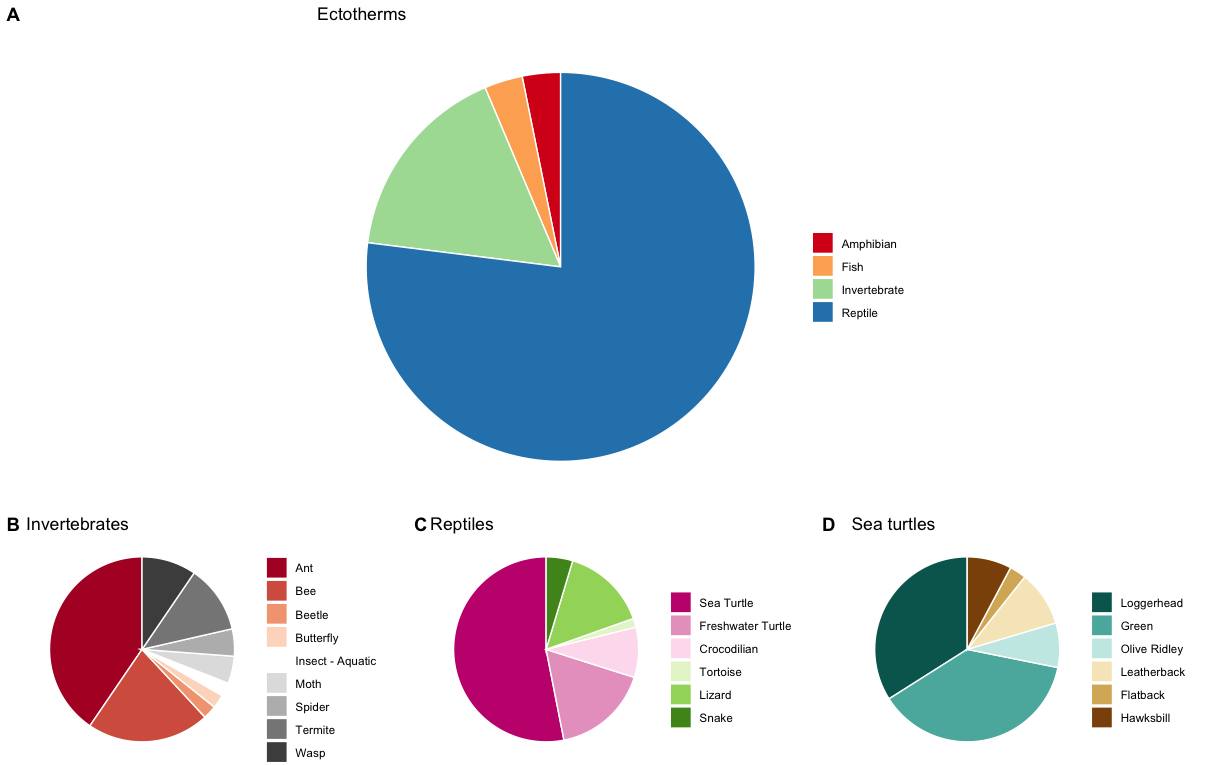 A
Ectotherms
Amphibian
Fish
Invertebrate
Reptile
B Invertebrates
Ant
Bee
Beetle
Butterfly
Insect - Aquatic
Moth
Spider
Termite
Wasp
C Reptiles
Sea Turtle
Freshwater Turtle
Crocodilian
Tortoise
Lizard
Snake
D Sea turtles
Loggerhead
Green
Olive Ridley
Leatherback
Flatback
Hawksbill